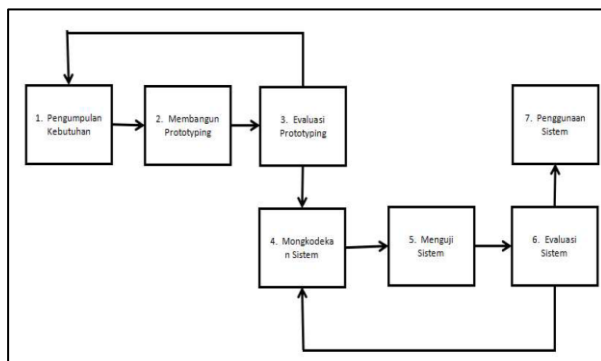 1. Pengumpulan
Kebutuhan
2. Membangun
Prototyping
3. Evaluasi
Prototyping
7. Penggunaan
Sistem
4. Mongkodeka
n Sistem
5. Menguji
Sistem
6. Evaluasi
Sistem